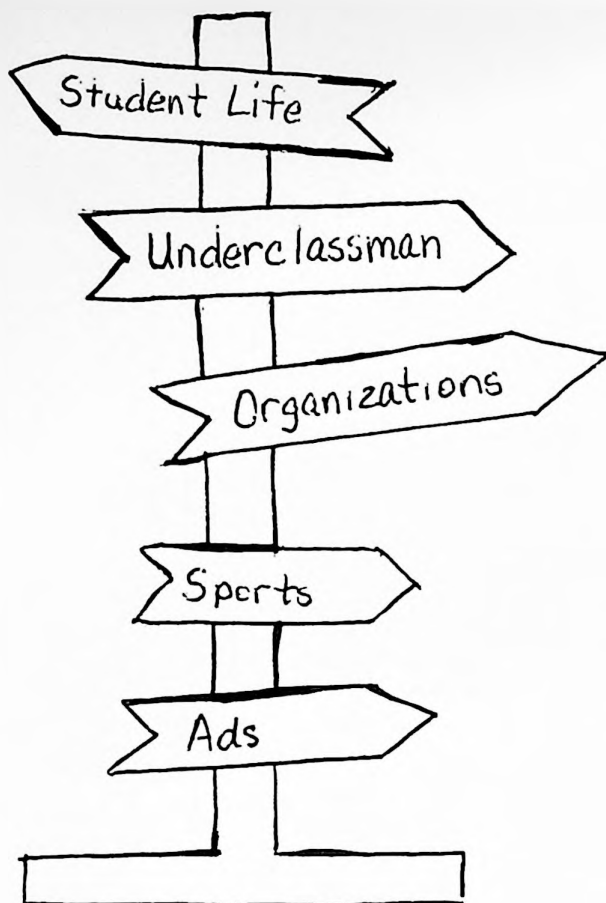 Student Life
Underclassman
Organizations
Sports
Ads